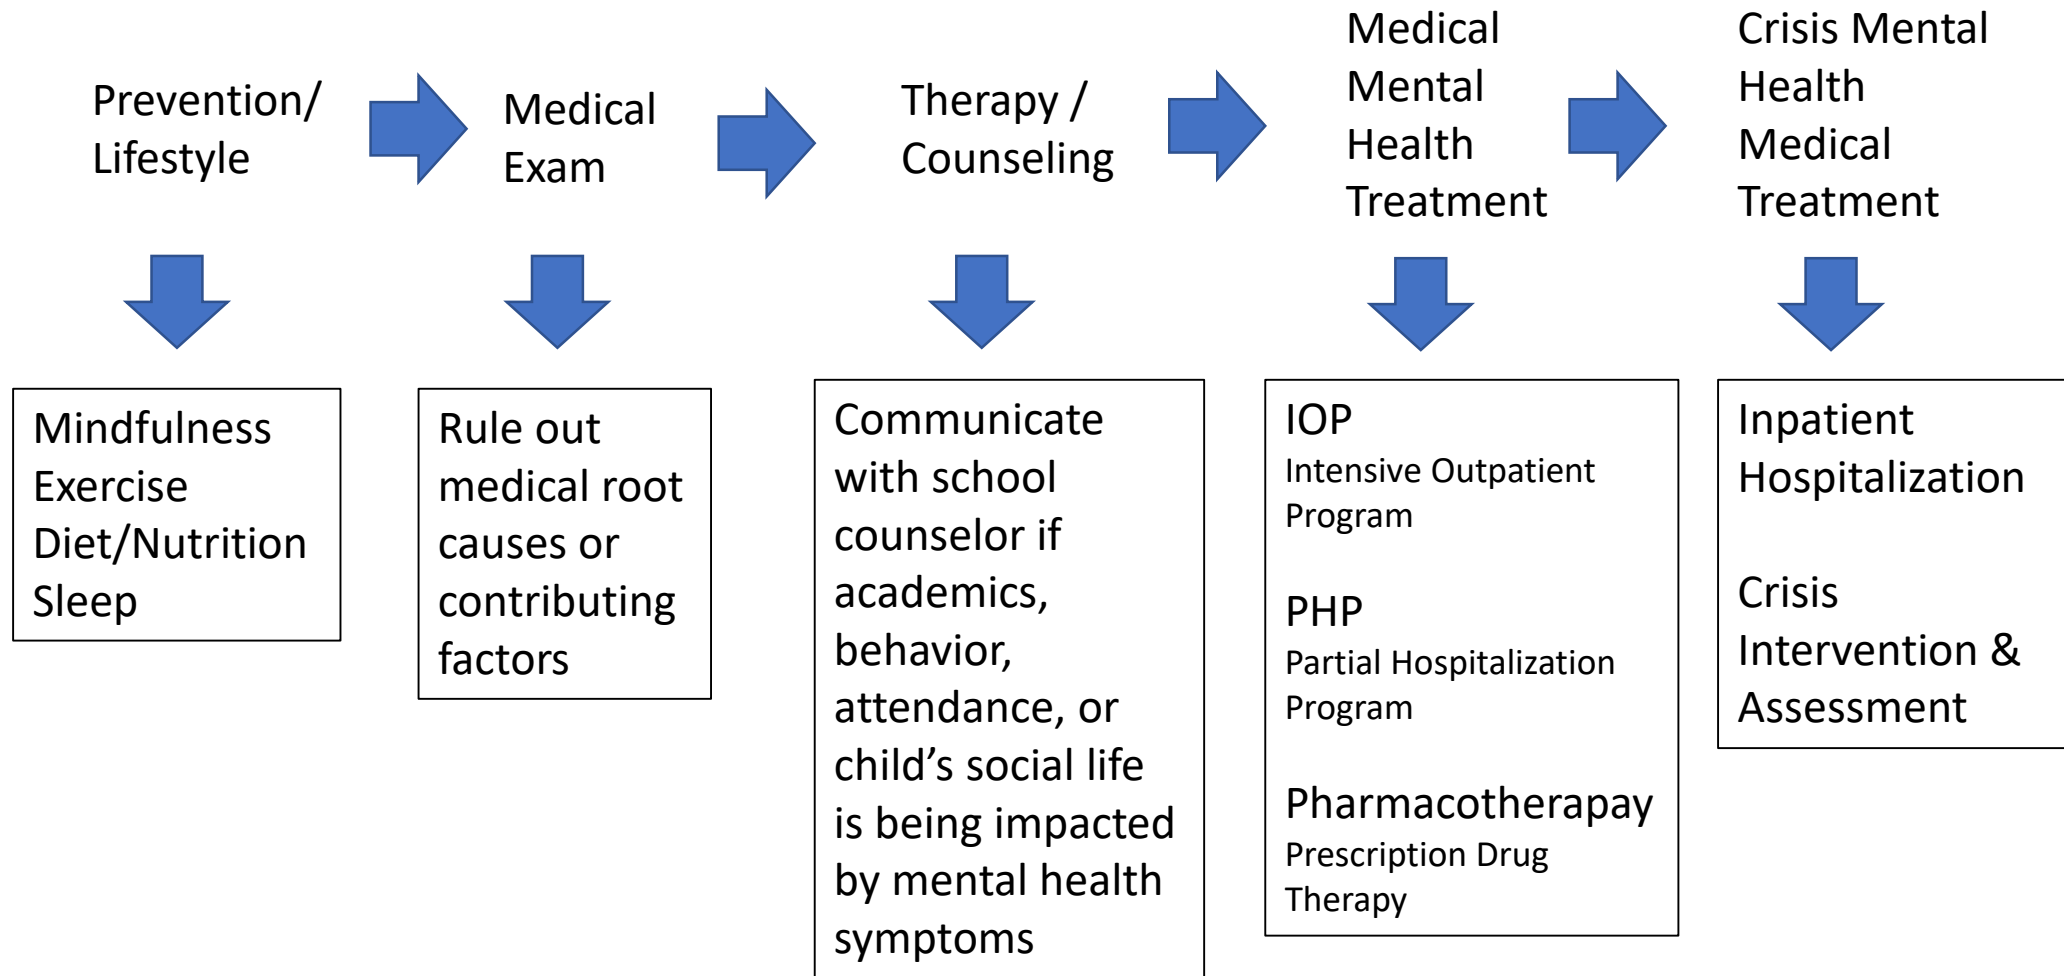 Prevention/
Lifestyle
Medical
Exam
Therapy /
Counseling
Medical
Mental
Health
Treatment
Crisis Mental
Health
Medical
Treatment
Mindfulness
Exercise
Diet/Nutrition
Sleep
Rule out
medical root
causes or
contributing
factors
Communicate
with school
counselor if
academics,
behavior,
attendance, or
child’s social life
is being impacted
by mental health
symptoms
IOP
Intensive Outpatient
Program
PHP
Partial Hospitalization
Program
Pharmacotherapay
Prescription Drug
Therapy
Inpatient
Hospitalization
Crisis
Intervention &
Assessment